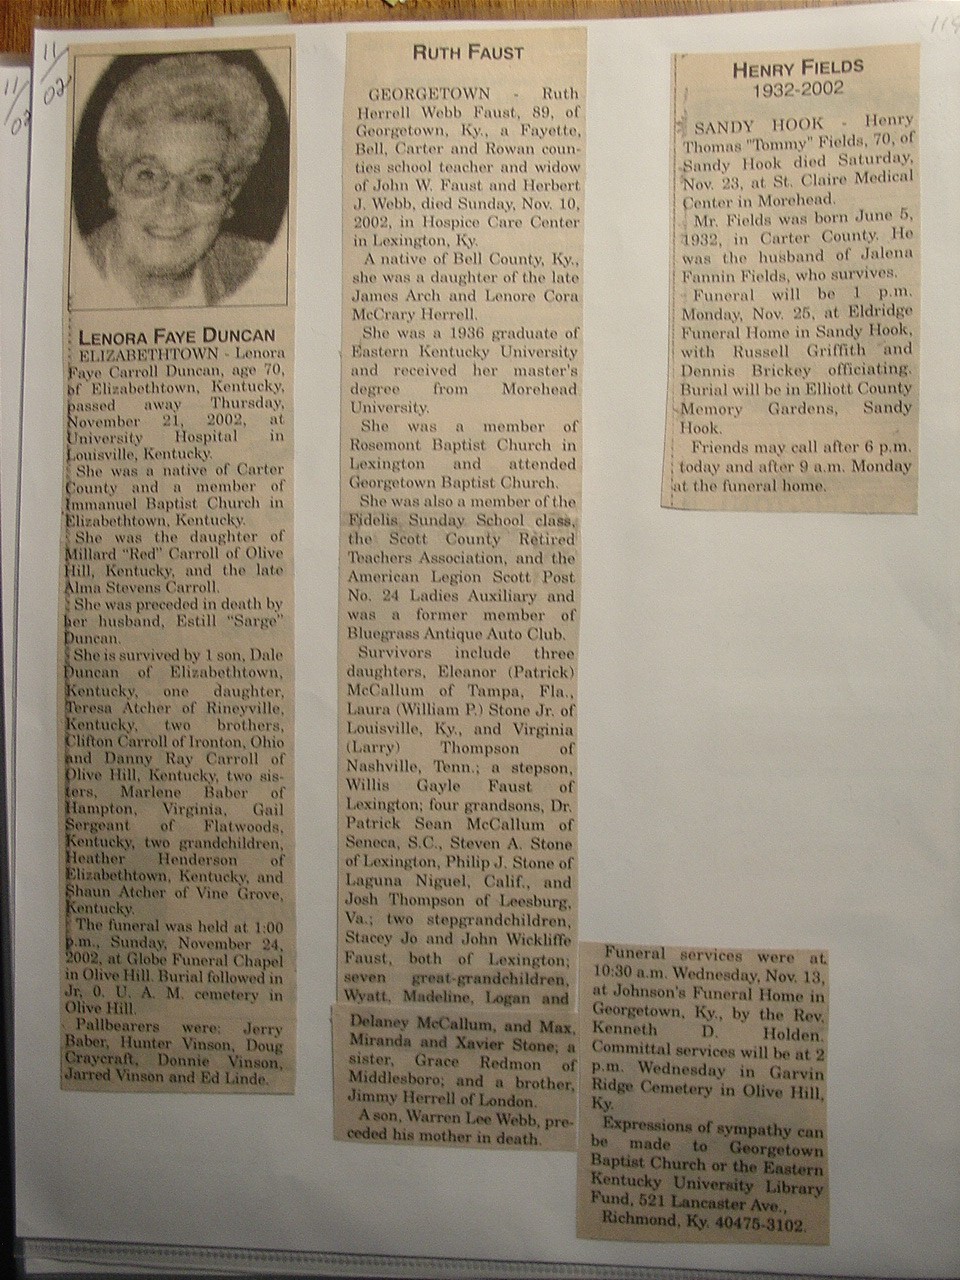 11/02
11/02
LENORA FAYE DUNCAN
ELIZABETHTOWN - Lenora
Faye Carroll Duncan, age 70,
of Elizabethtown, Kentucky,
passed away Thursday,
November 21, 2002, at
University Hospital in
Louisville, Kentucky.
She was a native of Carter
County and a member of
Immanuel Baptist Church in
Elizabethtown, Kentucky.
She was the daughter of
Millard "Red" Carroll of Olive
Hill, Kentucky, and the late
Alma Stevens Carroll.
She was preceded in death by
her husband, Estill "Sarge"
Duncan.
She is survived by 1 son, Dale
Duncan of Elizabethtown,
Kentucky, one daughter,
Teresa Atcher of Rineyville,
Kentucky, two brothers,
Clifton Carroll of Ironton, Ohio
and Danny Ray Carroll of
Olive Hill, Kentucky, two sis-
ters, Marlene Baber of
Hampton, Virginia, Gail
Sergeant of Flatwoods,
Kentucky, two grandchildren,
Heather Henderson of
Elizabethtown, Kentucky, and
Shaun Atcher of Vine Grove,
Kentucky.
The funeral was held at 1:00
p.m., Sunday, November 24,
2002, at Globe Funeral Chapel
in Olive Hill. Burial followed in
Jr, 0. U. A. M. cemetery in
Olive Hill.
Pallbearers were: Jerry
Baber, Hunter Vinson, Doug
Craycraft, Donnie Vinson,
Jarred Vinson and Ed Linde.
RUTH FAUST
GEORGETOWN - Ruth
Herrell Webb Faust, 89, of
Georgetown, Ky., a Fayette,
Bell, Carter and Rowan coun-
ties school teacher and widow
of John W. Faust and Herbert
J. Webb, died Sunday, Nov. 10,
2002, in Hospice Care Center
in Lexington, Ky.
A native of Bell County, Ky.,
she was a daughter of the late
James Arch and Lenore Cora
McCrary Herrell.
She was a 1936 graduate of
Eastern Kentucky University
and received her master's
degree from Morehead
University.
She was a member of
Rosemont Baptist Church in
Lexington and attended
Georgetown Baptist Church.
She was also a member of the
Fidelis Sunday School class,
the Scott County Retired
Teachers Association, and the
American Legion Scott Post
No. 24 Ladies Auxiliary and
was a former member of
Bluegrass Antique Auto Club.
Survivors include three
daughters, Eleanor (Patrick)
McCallum of Tampa, Fla.,
Laura (William P.) Stone Jr. of
Louisville, Ky., and Virginia
(Larry) Thompson of
Nashville, Tenn.; a stepson,
Willis Gayle Faust of
Lexington; four grandsons, Dr.
Patrick Sean McCallum of
Seneca, S.C., Steven A. Stone
of Lexington, Philip J. Stone of
Laguna Niguel, Calif., and
Josh Thompson of Leesburg,
Va.; two stepgrandchildren,
Stacey Jo and John Wickliffe
Faust, both of Lexington;
seven great-grandchildren,
Wyatt, Madeline, Logan and
Delaney McCallum, and Max,
Miranda and Xavier Stone; a
sister, Grace Redmon of
Middlesboro; and a brother,
Jimmy Herrell of London.
A son, Warren Lee Webb, pre-
ceded his mother in death.
Funeral services were at
10:30 a.m. Wednesday, Nov. 13,
at Johnson's Funeral Home in
Georgetown, Ky., by the Rev.
Kenneth D. Holden.
Committal services will be at 2
p.m. Wednesday in Garvin
Ridge Cemetery in Olive Hill,
Ky.
Expressions of sympathy can
be made to Georgetown
Baptist Church or the Eastern
Kentucky University Library
Fund, 521 Lancaster Ave.,
Richmond, Ky. 40475-3102.
HENRY FIELDS
1932-2002
SANDY HOOK - Henry
Thomas "Tommy" Fields, 70, of
Sandy Hook died Saturday,
Nov. 23, at St. Claire Medical
Center in Morehead.
Mr. Fields was born June 5,
1932, in Carter County. He
was the husband of Jalena
Fannin Fields, who survives.
Funeral will be 1 p.m.
Monday, Nov. 25, at Eldridge
Funeral Home in Sandy Hook,
with Russell Griffith and
Dennis Brickey officiating.
Burial will be in Elliott County
Memory Gardens, Sandy
Hook.
Friends may call after 6 p.m.
today and after 9 a.m. Monday
at the funeral home.